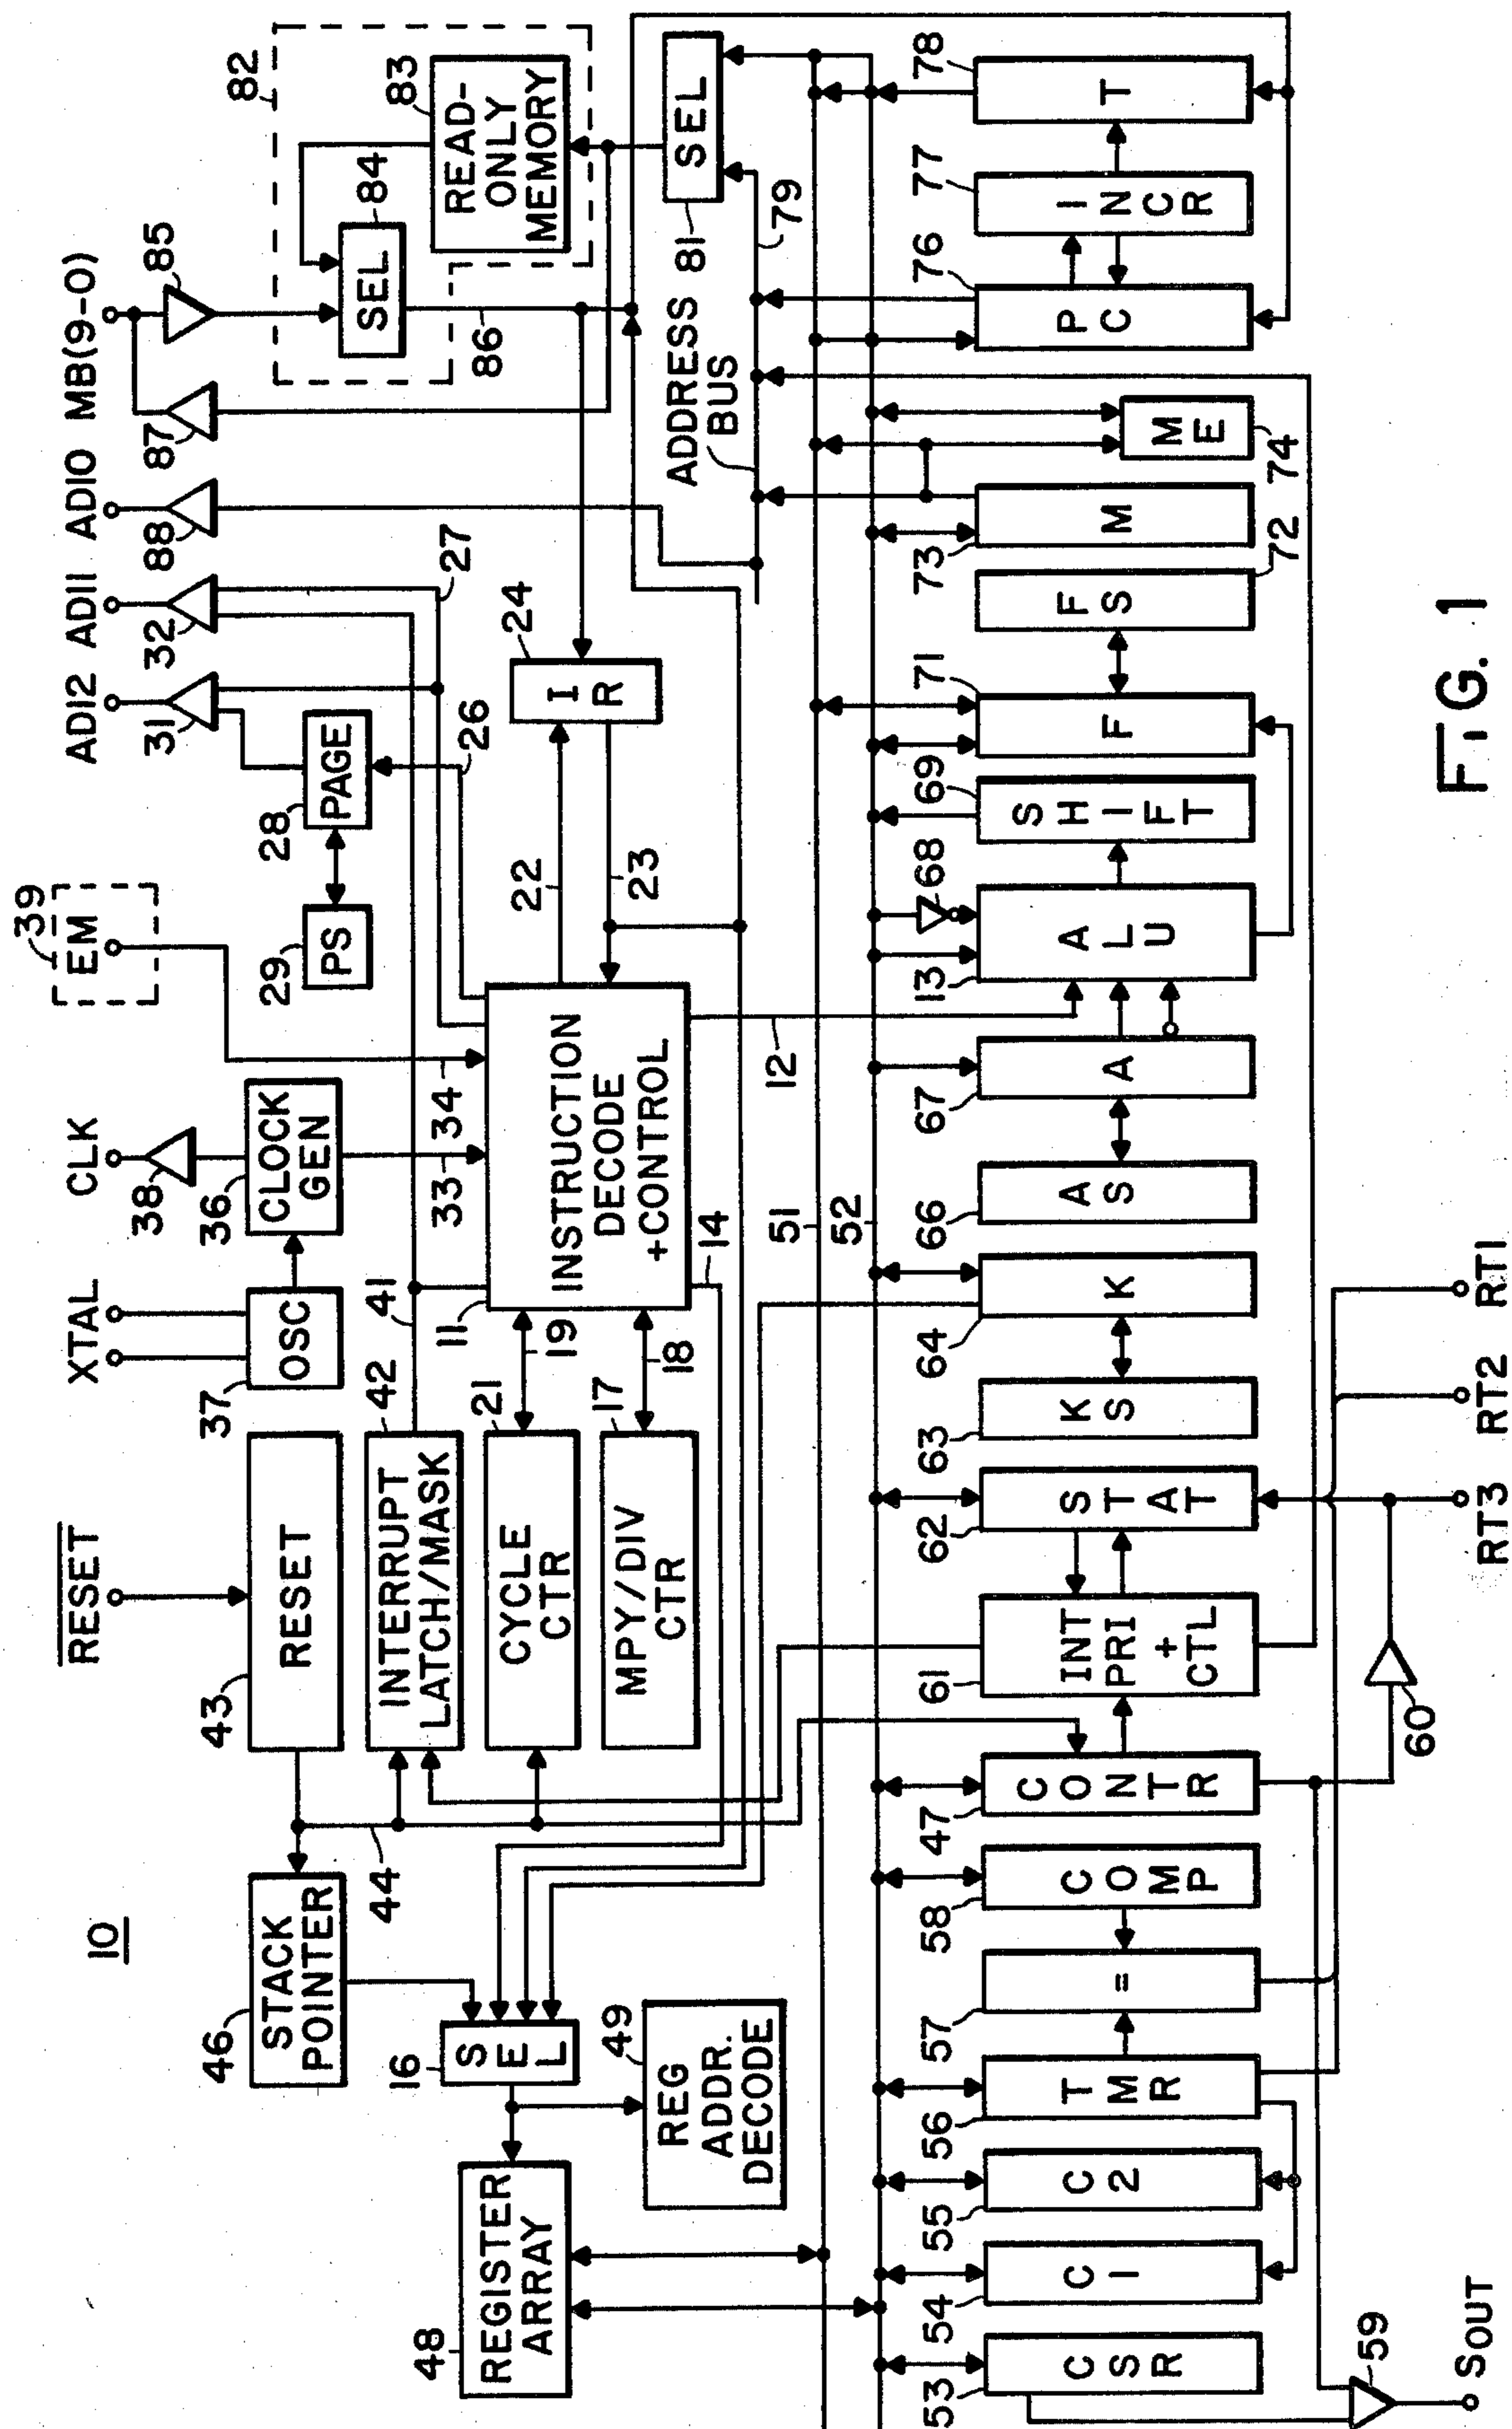 10
RESET
XTAL
CLK
39
EM
AD12
AD11
AD10
MB(9-0)
46
STACK
POINTER
43
RESET
37
OSC
36
CLOCK
GEN
38
29
PS
28
PAGE
31
32
88
87
85
82
SEL
84
83
READ-
ONLY
MEMORY
86
44
42
INTERRUPT
LATCH/MASK
41
33
34
26
27
16
SEL
21
CYCLE
CTR
19
11
INSTRUCTION
DECODE
+CONTROL
22
23
24
IR
17
MPY/DIV
CTR
18
14
12
ADDRESS
BUS
81
SEL
79
48
REGISTER
ARRAY
49
REG
ADDR.
DECODE
51
52
53
CSR
54
C1
55
C2
56
TMR
57
=
58
COMP
47
CONTR
61
INT
PRI
+
CTL
62
STAT
63
KS
64
K
66
AS
67
A
13
ALU
68
69
SHIFT
71
F
72
FS
73
M
74
ME
76
PC
77
INCR
78
T
59
60
SOUT
RT3
RT2
RT1
FIG. 1